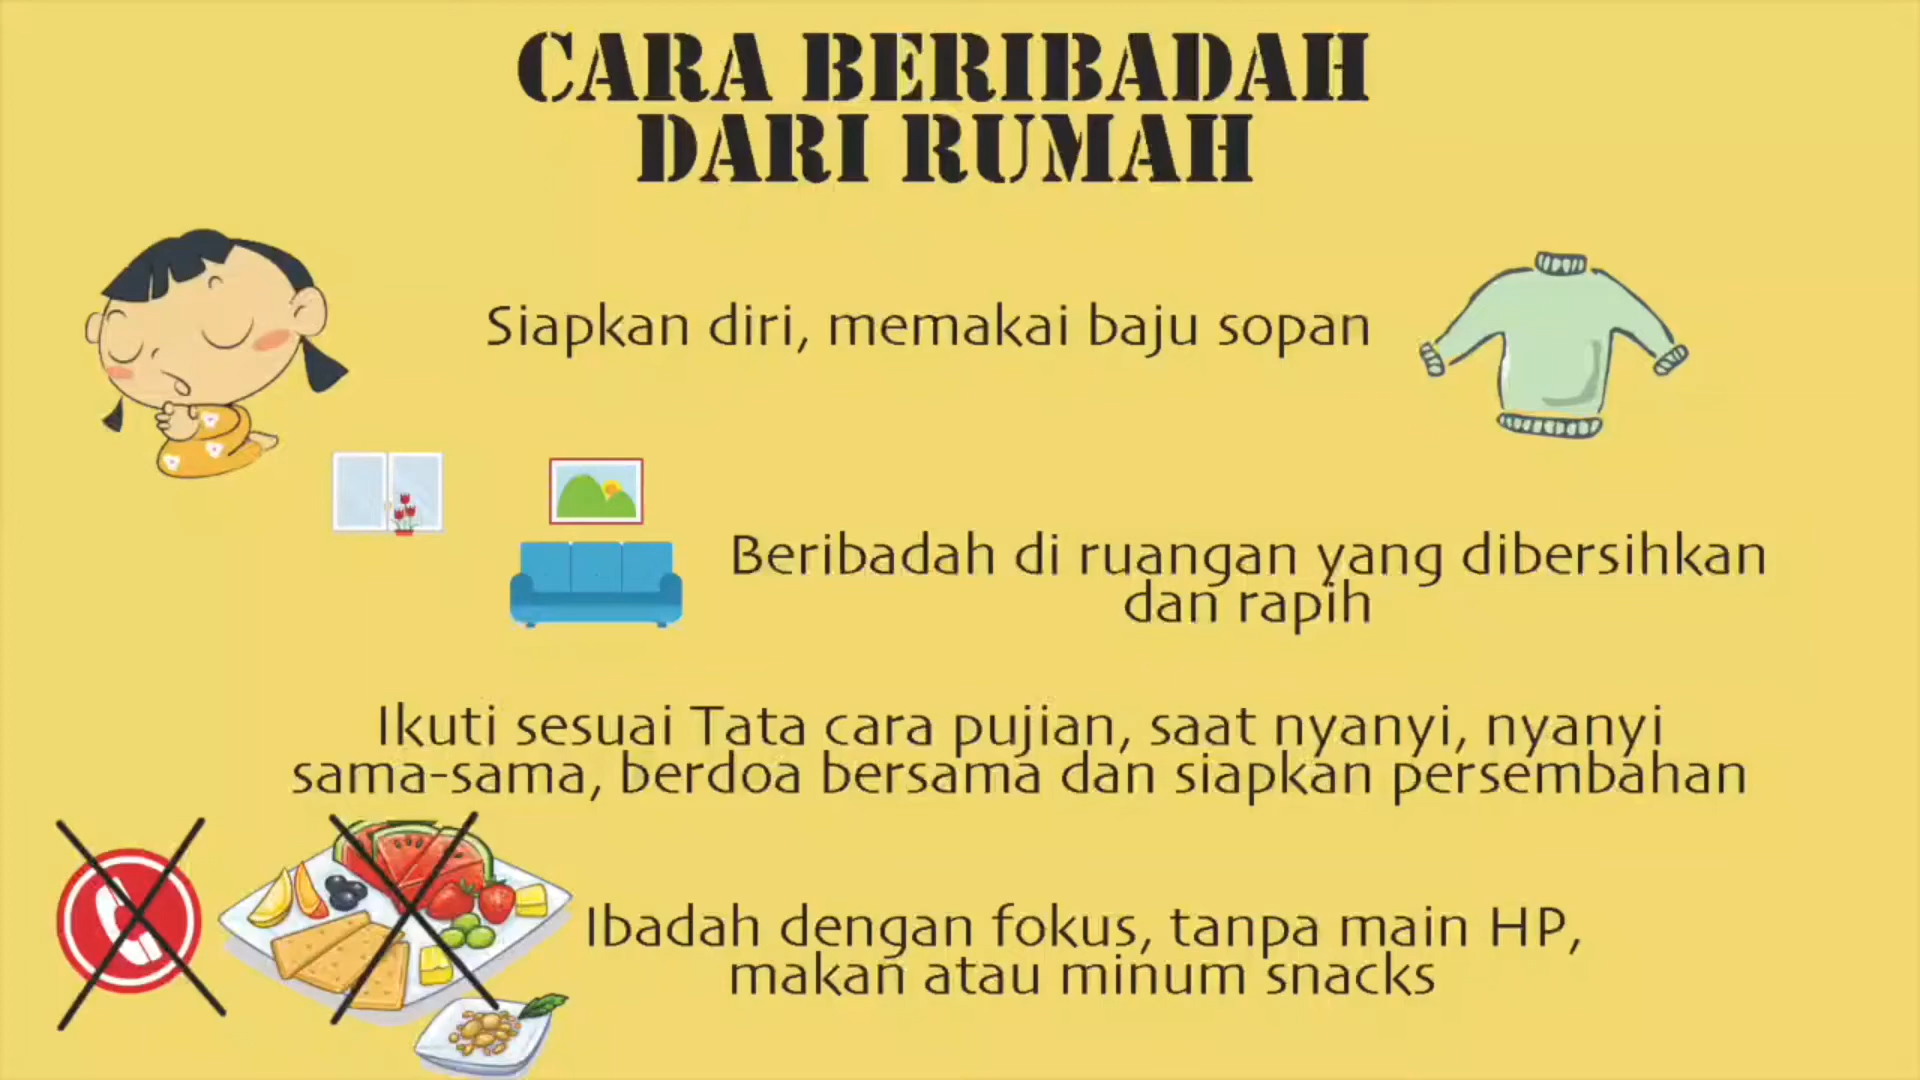 CARA BERIBADAH
DARI RUMAH
Siapkan diri, memakai baju sopan
Beribadah di ruangan yang dibersihkan
dan rapih
Ikuti sesuai Tata cara pujian, saat nyanyi, nyanyi
sama-sama, berdoa bersama dan siapkan persembahan
Ibadah dengan fokus, tanpa main HP,
makan atau minum snacks